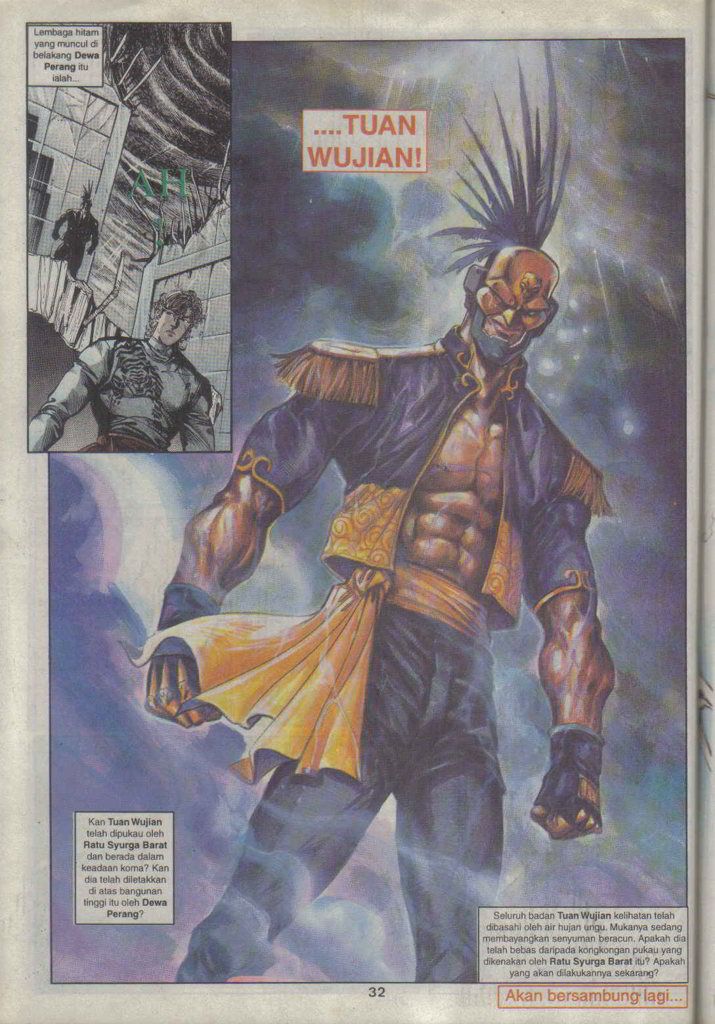 Lembaga hitam
yang muncul di
belakang Dewa
Perang itu
ialah...
AH
!
....TUAN
WUJIAN!
Kan Tuan Wujian
telah dipukau oleh
Ratu Syurga Barat
dan berada dalam
keadaan koma? Kan
dia telah diletakkan
di atas bangunan
tinggi itu oleh Dewa
Perang?
Seluruh badan Tuan Wujian kelihatan telah
dibasahi oleh air hujan ungu. Mukanya sedang
membayangkan senyuman beracun. Apakah dia
telah bebas daripada kongkongan pukau yang
dikenakan oleh Ratu Syurga Barat itu? Apakah
yang akan dilakukannya sekarang?
32
Akan bersambung lagi...